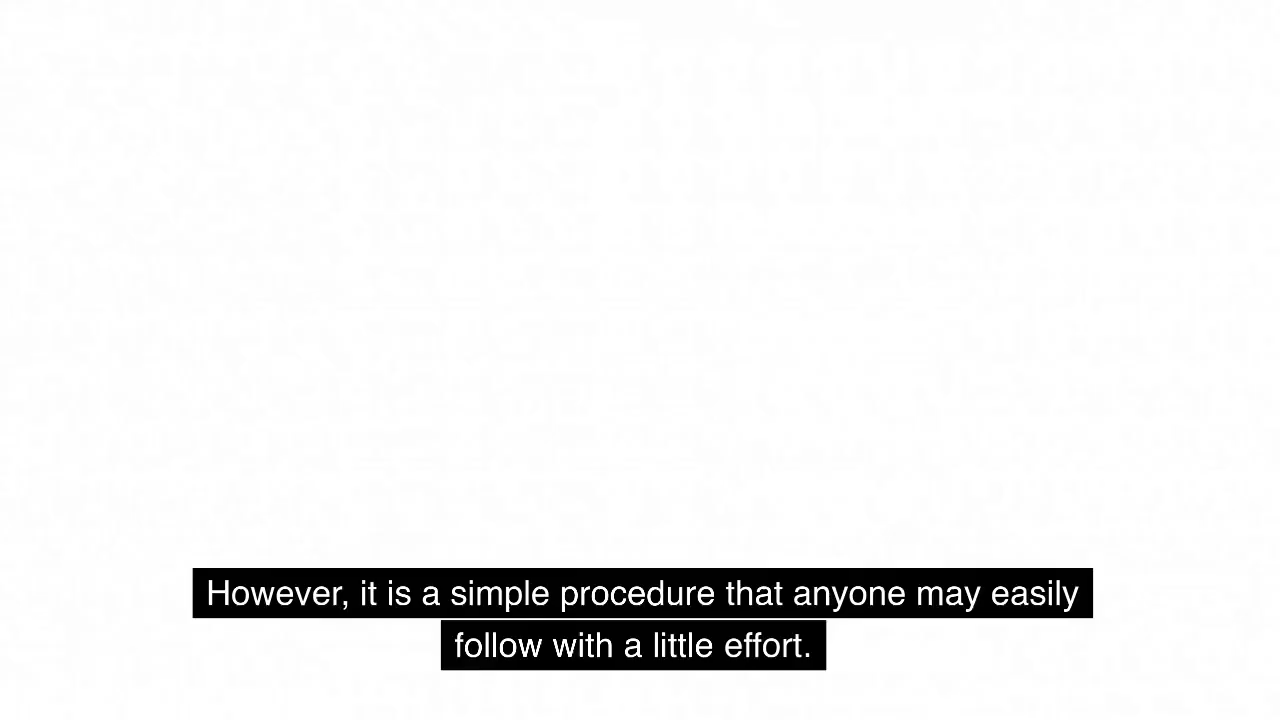 However, it is a simple procedure that anyone may easily
follow with a little effort.